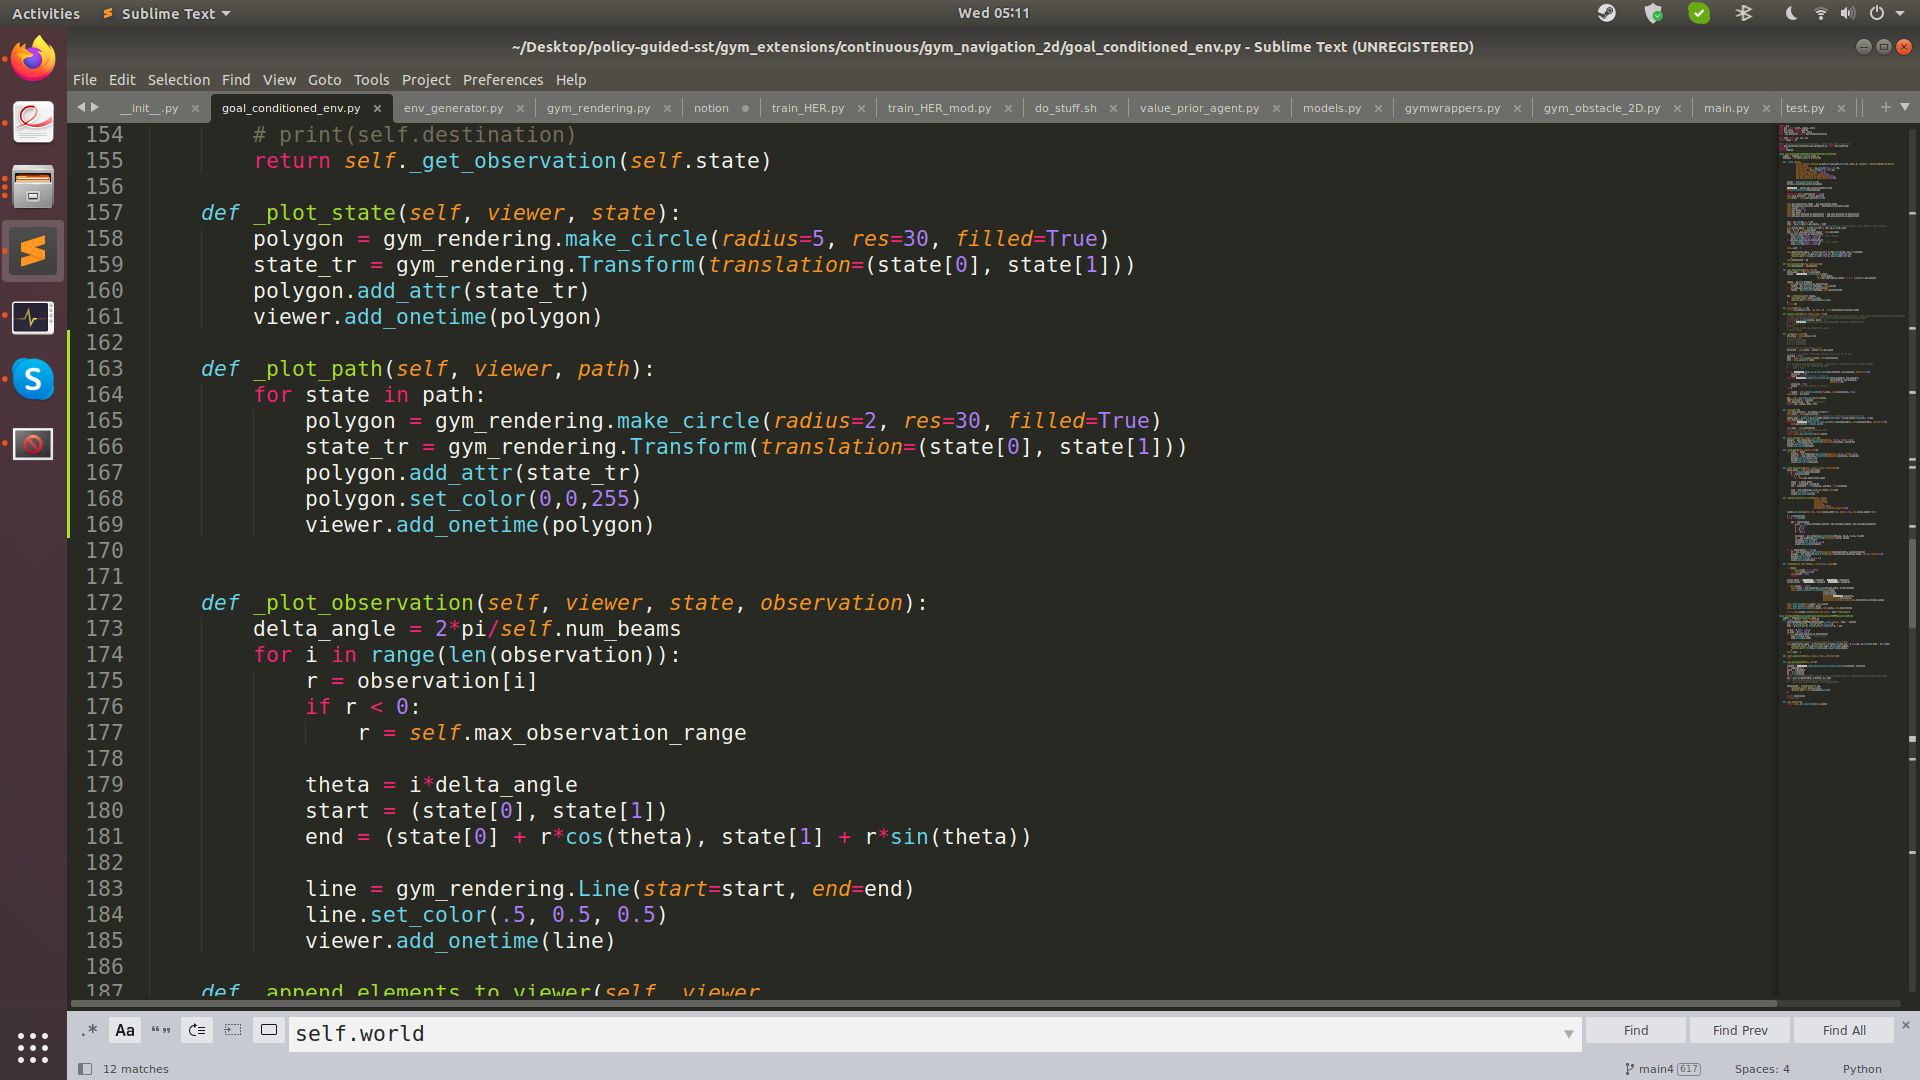 Activities
Sublime Text
Wed 05:11
~/Desktop/policy-guided-sst/gym_extensions/continuous/gym_navigation_2d/goal_conditioned_env.py - Sublime Text (UNREGISTERED)
File Edit Selection Find View Goto Tools Project Preferences Help
__init__.py goal_conditioned_env.py env_generator.py gym_rendering.py notion train_HER.py train_HER_mod.py do_stuff.sh value_prior_agent.py models.py gymwrappers.py gym_obstacle_2D.py main.py test.py
154         # print(self.destination)
155         return self._get_observation(self.state)
156
157     def _plot_state(self, viewer, state):
158         polygon = gym_rendering.make_circle(radius=5, res=30, filled=True)
159         state_tr = gym_rendering.Transform(translation=(state[0], state[1]))
160         polygon.add_attr(state_tr)
161         viewer.add_onetime(polygon)
162
163     def _plot_path(self, viewer, path):
164         for state in path:
165             polygon = gym_rendering.make_circle(radius=2, res=30, filled=True)
166             state_tr = gym_rendering.Transform(translation=(state[0], state[1]))
167             polygon.add_attr(state_tr)
168             polygon.set_color(0,0,255)
169             viewer.add_onetime(polygon)
170
171
172     def _plot_observation(self, viewer, state, observation):
173         delta_angle = 2*pi/self.num_beams
174         for i in range(len(observation)):
175             r = observation[i]
176             if r < 0:
177                 r = self.max_observation_range
178
179             theta = i*delta_angle
180             start = (state[0], state[1])
181             end = (state[0] + r*cos(theta), state[1] + r*sin(theta))
182
183             line = gym_rendering.Line(start=start, end=end)
184             line.set_color(.5, 0.5, 0.5)
185             viewer.add_onetime(line)
186
187     def _append_elements_to_viewer(self, viewer,
.* Aa “” self.world Find Find Prev Find All
12 matches
main4 617 Spaces: 4 Python